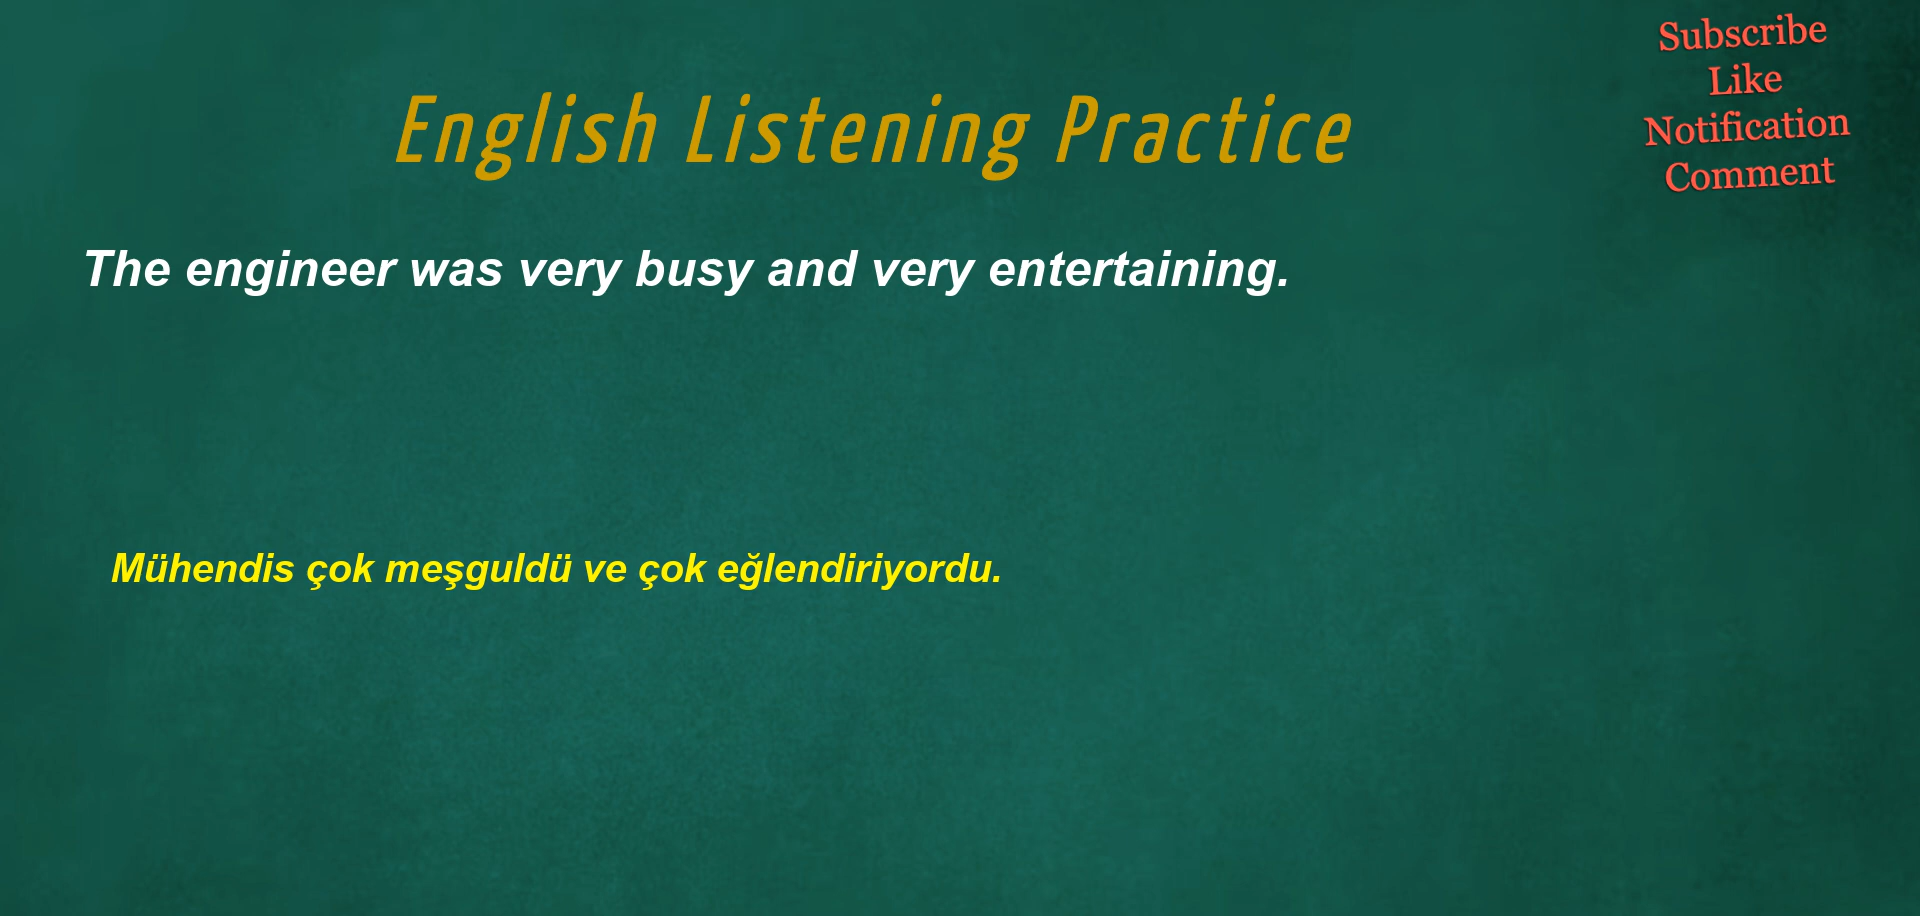 Subscribe
Like
Notification
Comment
English Listening Practice
The engineer was very busy and very entertaining.
Mühendis çok meşguldü ve çok eğlendiriyordu.